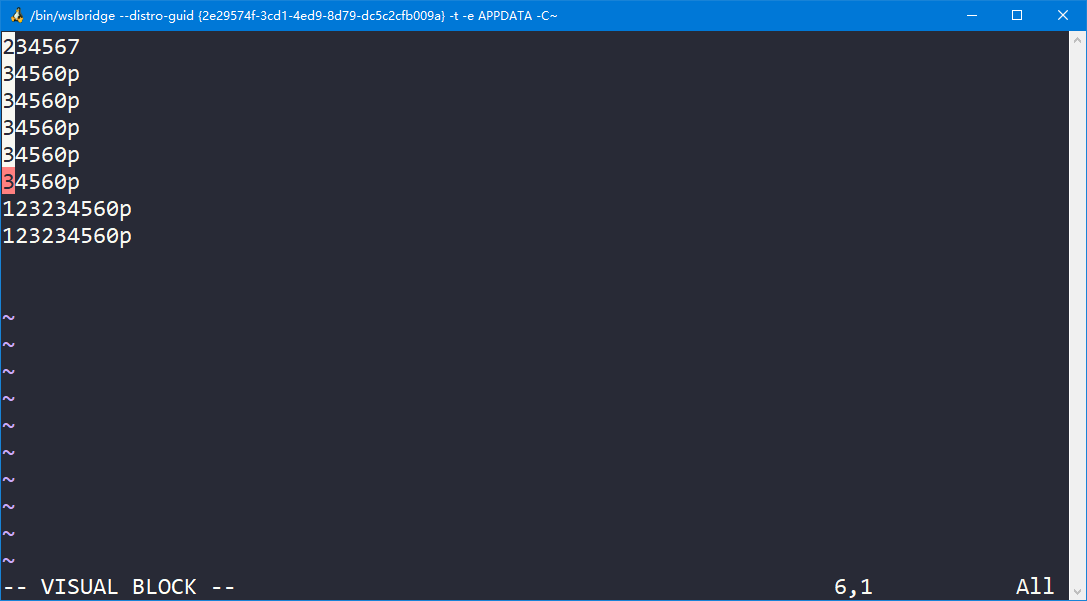 /bin/wslbridge --distro-guid {2e29574f-3cd1-4ed9-8d79-dc5c2cfb009a} -t -e APPDATA -C~
234567
34560p
34560p
34560p
34560p
34560p
123234560p
123234560p
~
~
~
~
~
~
~
~
~
~
-- VISUAL BLOCK -- 6,1 All